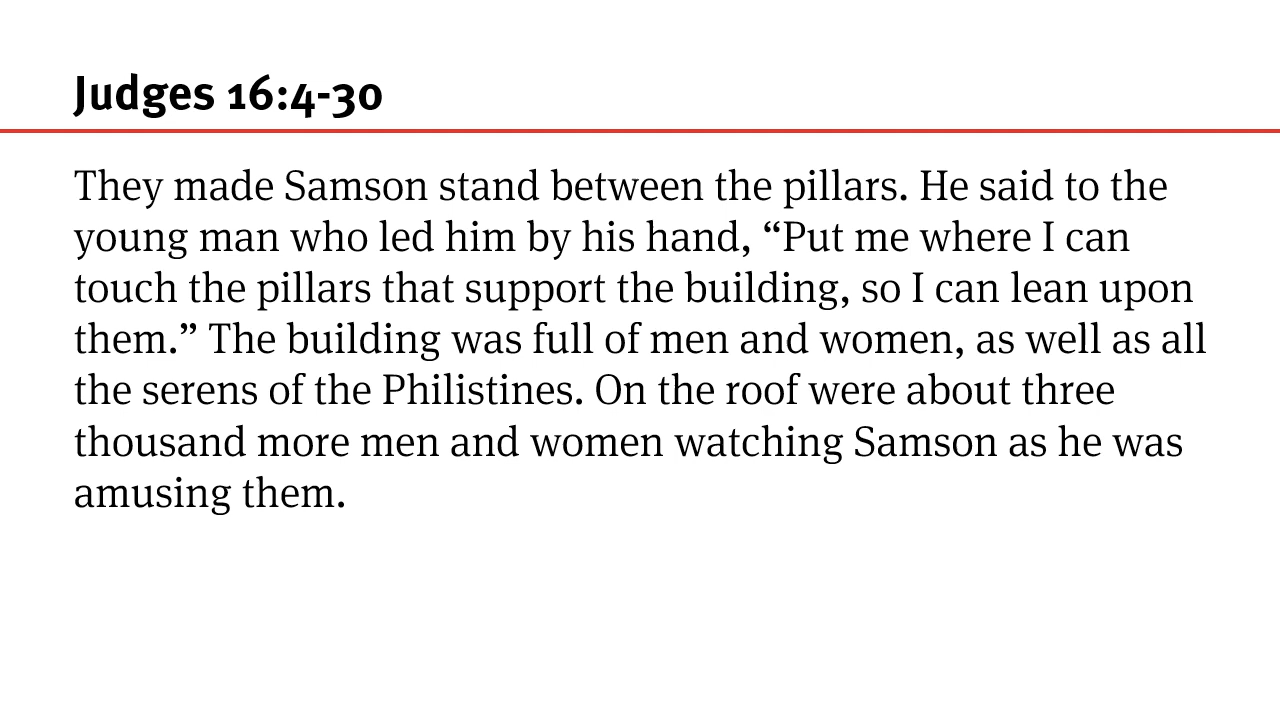 Judges 16:4-30
They made Samson stand between the pillars. He said to the
young man who led him by his hand, “Put me where I can
touch the pillars that support the building, so I can lean upon
them.” The building was full of men and women, as well as all
the serens of the Philistines. On the roof were about three
thousand more men and women watching Samson as he was
amusing them.